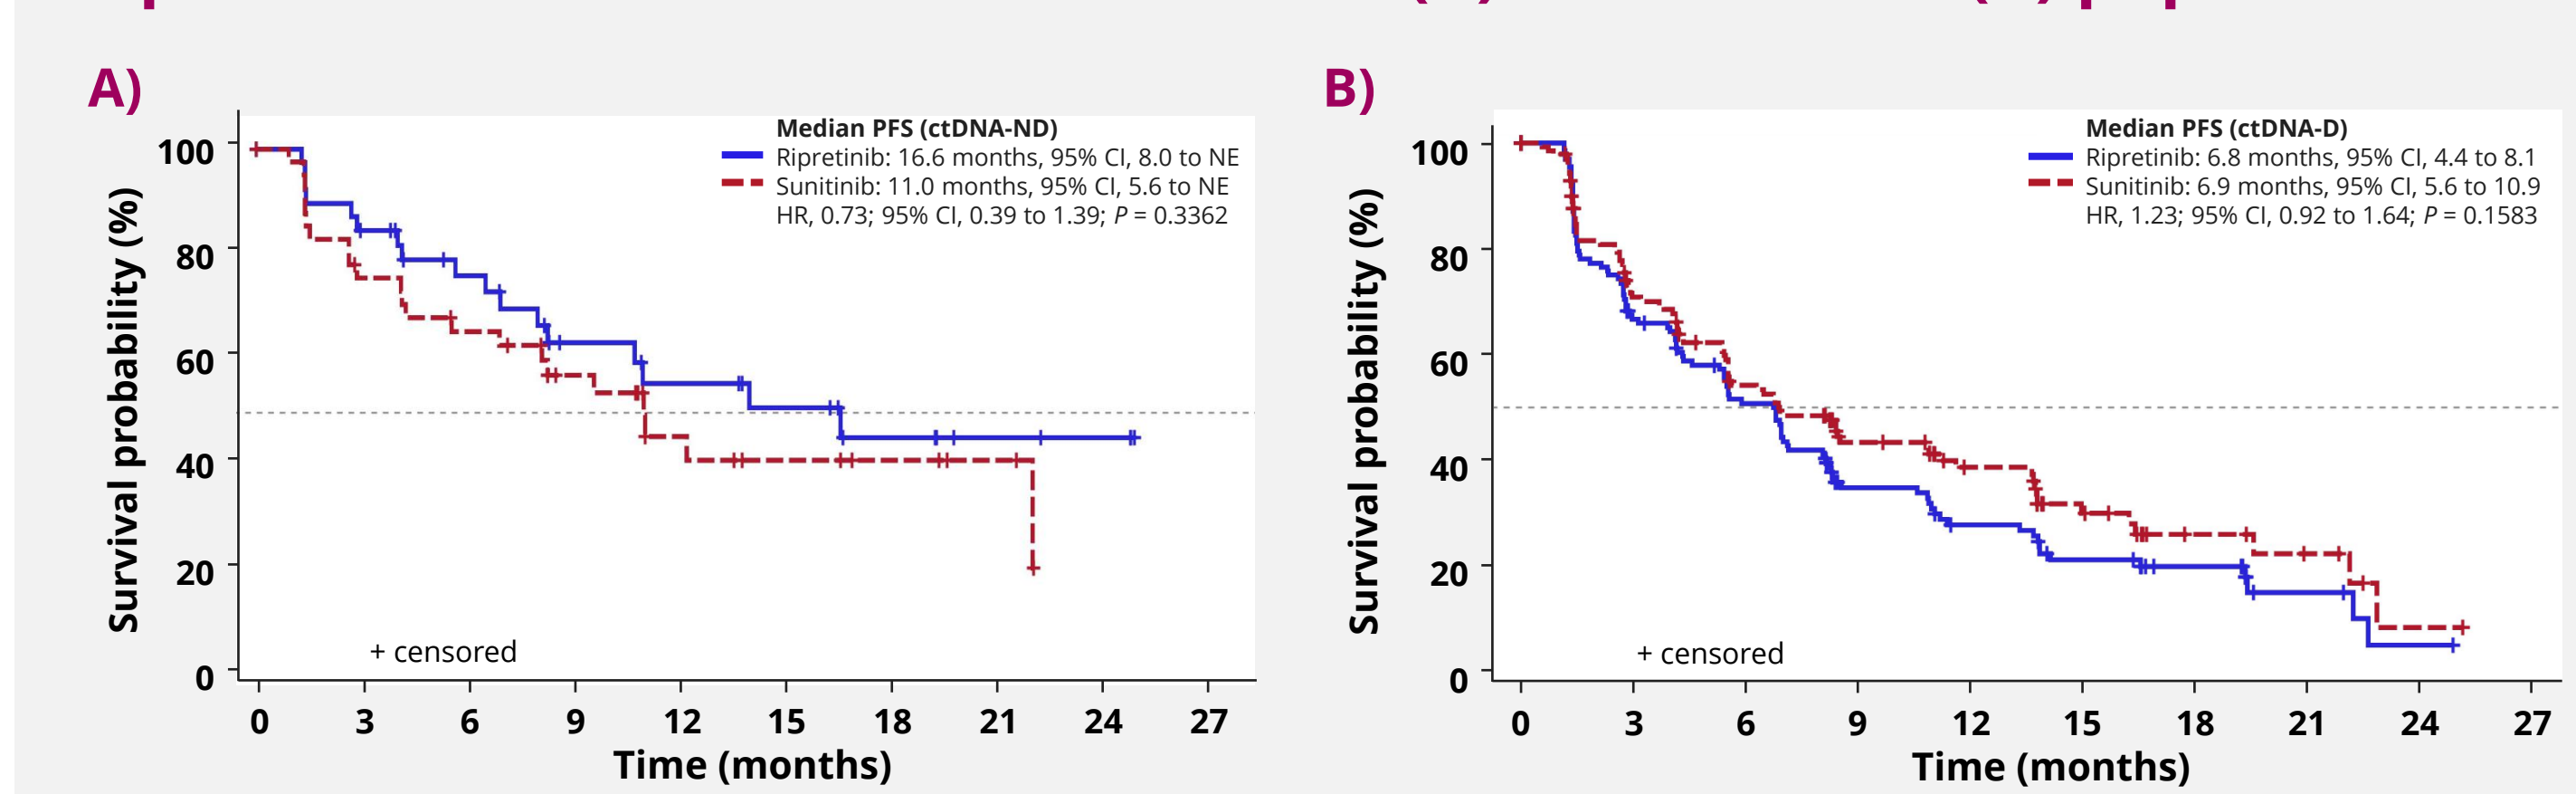 A)
Median PFS (ctDNA-ND)
Ripretinib: 16.6 months, 95% CI, 8.0 to NE
Sunitinib: 11.0 months, 95% CI, 5.6 to NE
HR, 0.73; 95% CI, 0.39 to 1.39; P = 0.3362
Survival probability (%)
100
80
60
40
20
0
+ censored
0 3 6 9 12 15 18 21 24 27
Time (months)
B)
Median PFS (ctDNA-D)
Ripretinib: 6.8 months, 95% CI, 4.4 to 8.1
Sunitinib: 6.9 months, 95% CI, 5.6 to 10.9
HR, 1.23; 95% CI, 0.92 to 1.64; P = 0.1583
Survival probability (%)
100
80
60
40
20
0
+ censored
0 3 6 9 12 15 18 21 24 27
Time (months)